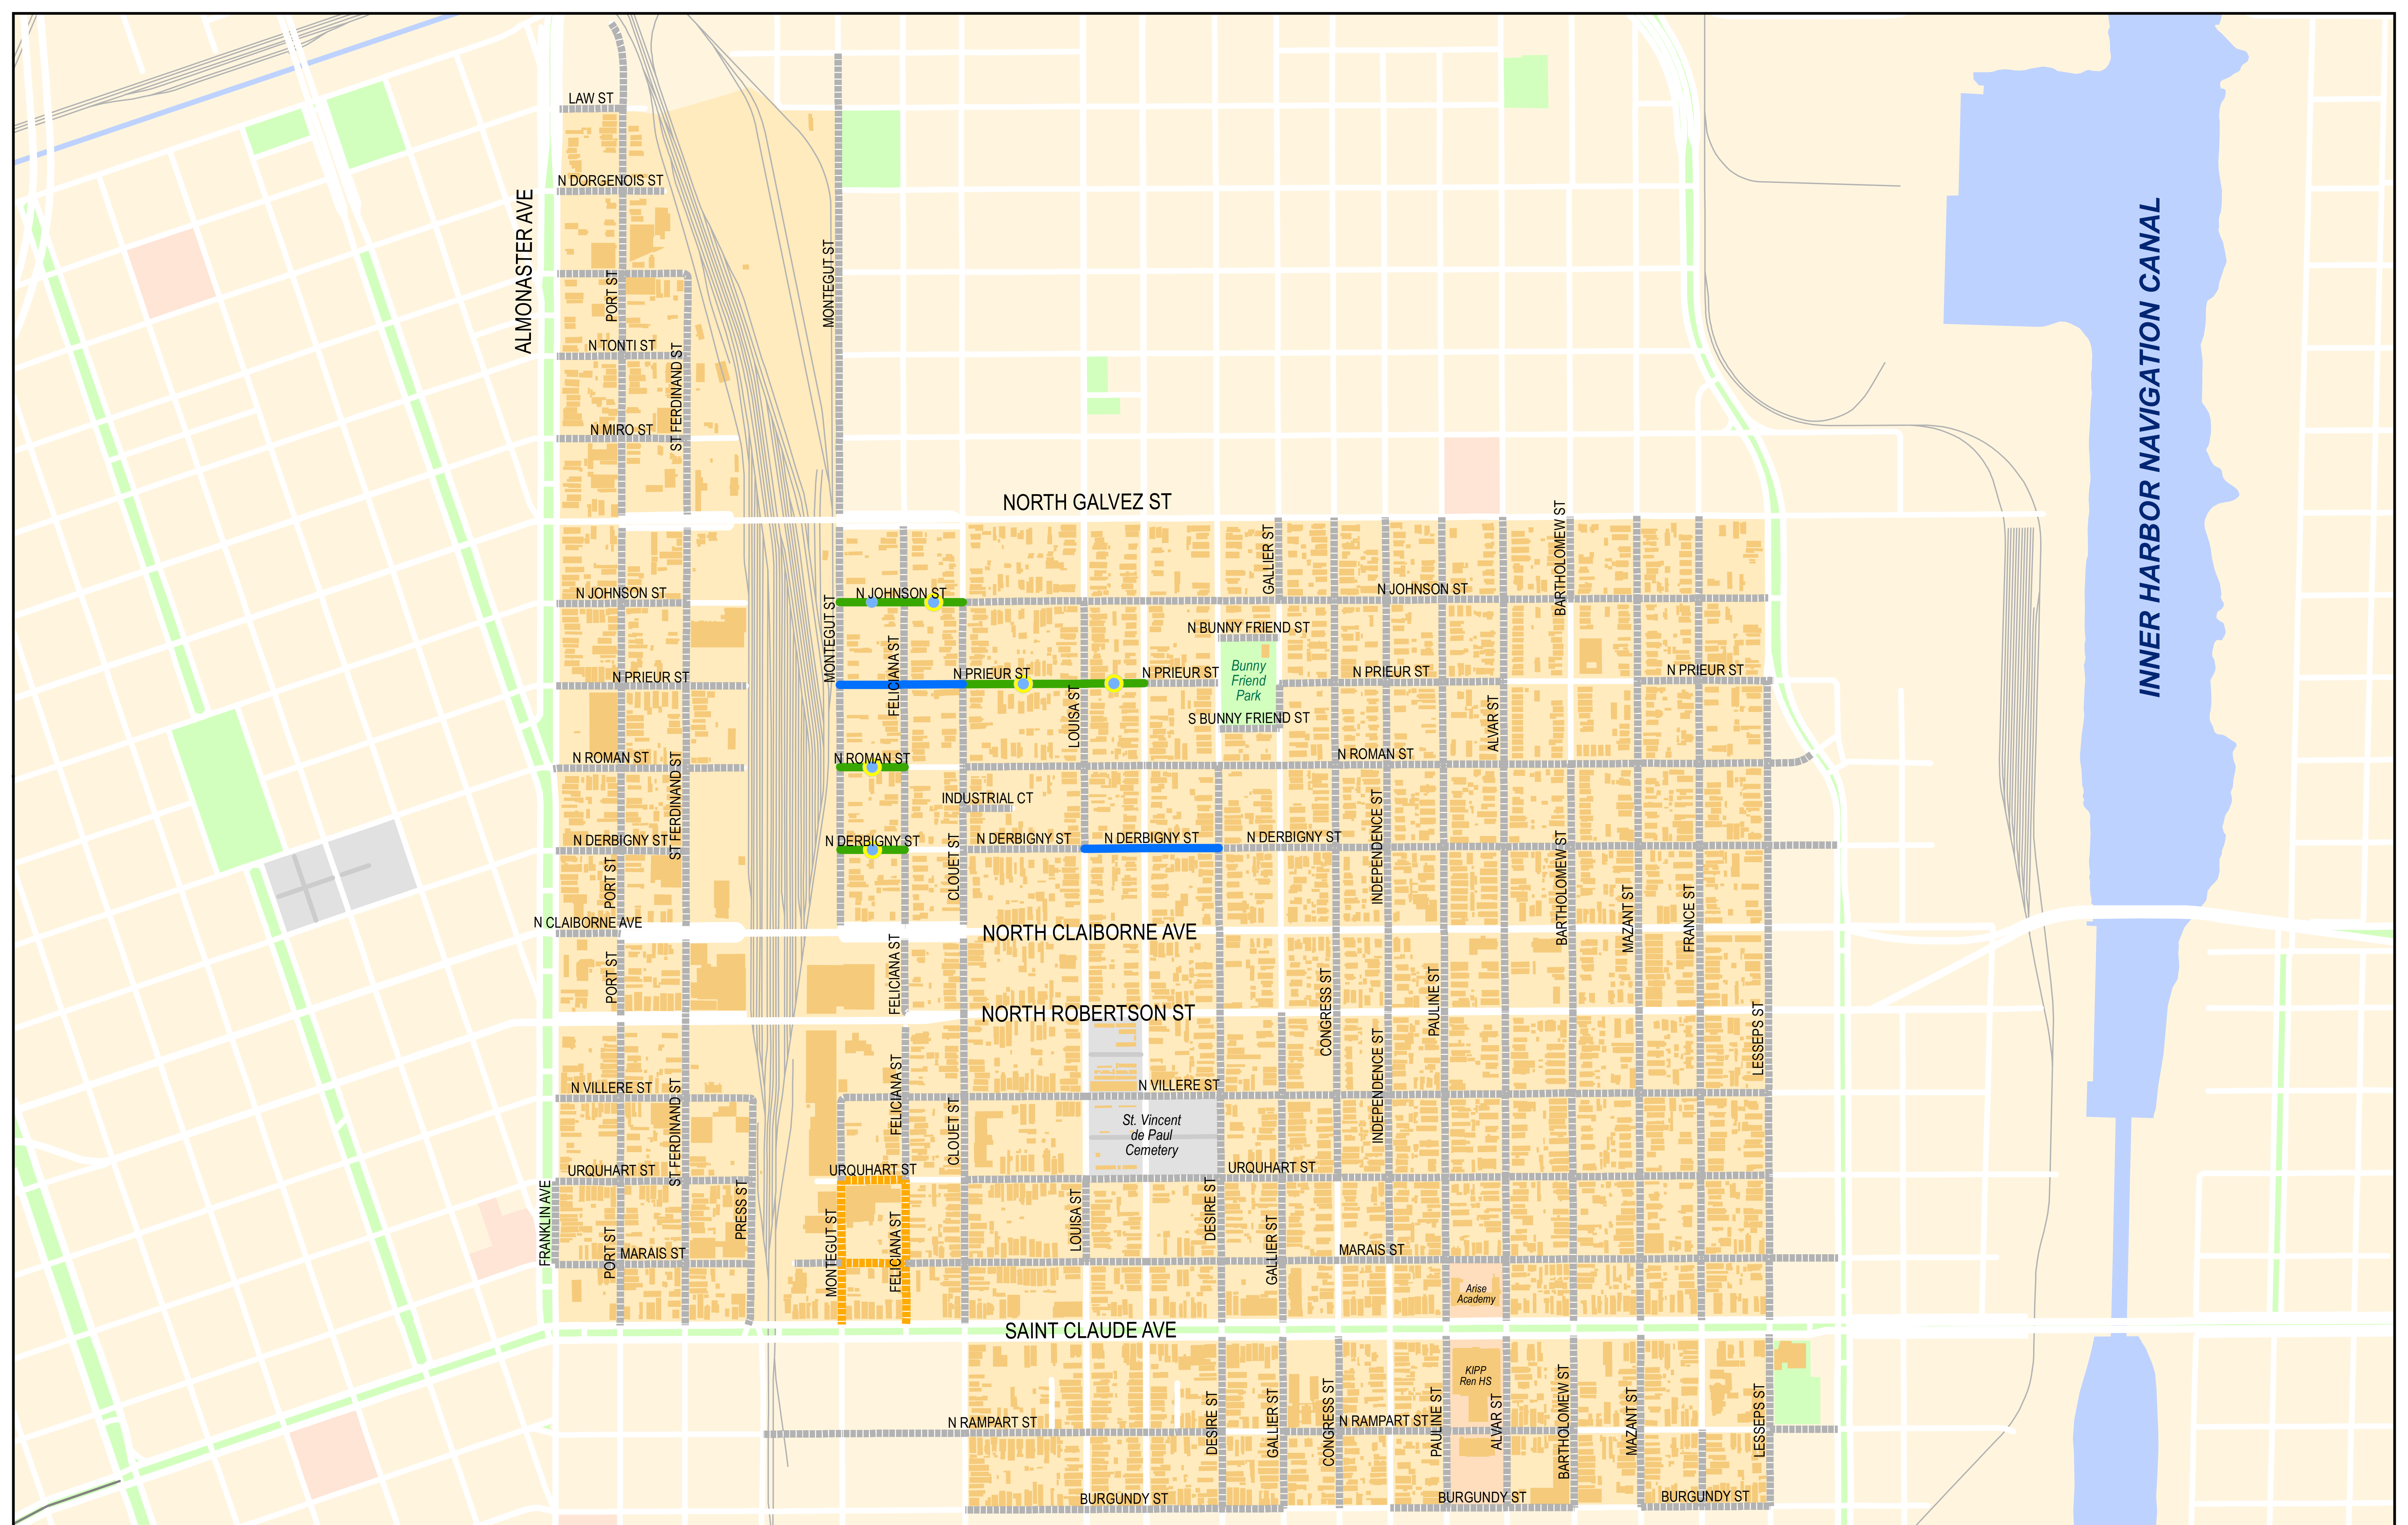 LAW ST
N DORGENOIS ST
ALMONASTER AVE
PORT ST
MONTEGUT ST
INNER HARBOR NAVIGATION CANAL
N TONTI ST
ST FERDINAND ST
N MIRO ST
NORTH GALVEZ ST
GALLIER ST
BARTHOLOMEW ST
N JOHNSON ST
N JOHNSON ST
N JOHNSON ST
MONTEGUT ST
FELICIANA ST
N BUNNY FRIEND ST
Bunny
Friend
Park
N PRIEUR ST
N PRIEUR ST
N PRIEUR ST
N PRIEUR ST
N PRIEUR ST
LOUISA ST
ALVAR ST
S BUNNY FRIEND ST
N ROMAN ST
N ROMAN ST
N ROMAN ST
ST FERDINAND ST
INDUSTRIAL CT
INDEPENDENCE ST
N DERBIGNY ST
N DERBIGNY ST
N DERBIGNY ST
N DERBIGNY ST
N DERBIGNY ST
CLOUET ST
BARTHOLOMEW ST
PORT ST
MAZANT ST
FRANCE ST
N CLAIBORNE AVE
NORTH CLAIBORNE AVE
PORT ST
FELICIANA ST
CONGRESS ST
PAULINE ST
NORTH ROBERTSON ST
LESSEPS ST
INDEPENDENCE ST
N VILLERE ST
N VILLERE ST
ST FERDINAND ST
FELICIANA ST
CLOUET ST
St. Vincent
de Paul
Cemetery
URQUHART ST
URQUHART ST
URQUHART ST
FRANKLIN AVE
PRESS ST
MONTEGUT ST
FELICIANA ST
LOUISA ST
DESIRE ST
GALLIER ST
PORT ST
MARAIS ST
MARAIS ST
Arise
Academy
SAINT CLAUDE AVE
KIPP
Ren HS
N RAMPART ST
N RAMPART ST
DESIRE ST
GALLIER ST
CONGRESS ST
PAULINE ST
ALVAR ST
BARTHOLOMEW ST
MAZANT ST
LESSEPS ST
BURGUNDY ST
BURGUNDY ST
BURGUNDY ST